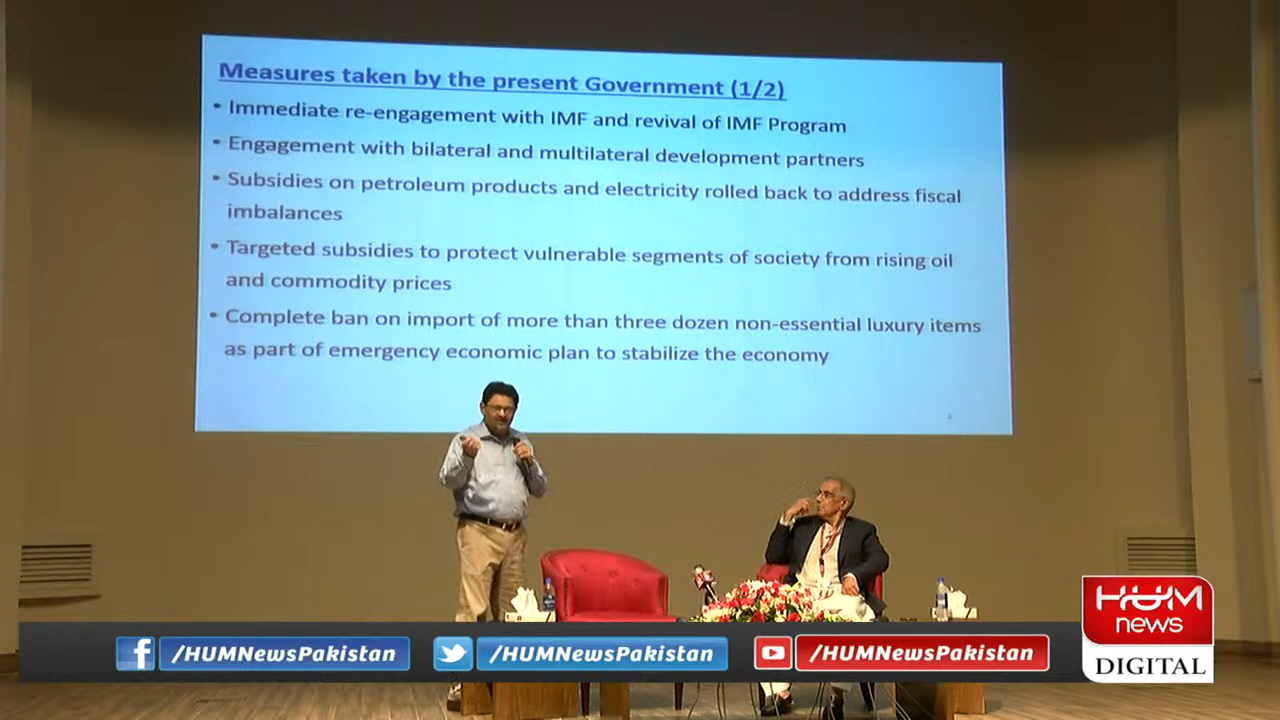 Measures taken by the present Government (1/2)
• Immediate re-engagement with IMF and revival of IMF Program
• Engagement with bilateral and multilateral development partners
• Subsidies on petroleum products and electricity rolled back to address fiscal
imbalances
• Targeted subsidies to protect vulnerable segments of society from rising oil
and commodity prices
• Complete ban on import of more than three dozen non-essential luxury items
as part of emergency economic plan to stabilize the economy
f /HUMNewsPakistan
/HUMNewsPakistan
/HUMNewsPakistan
HUM
news
DIGITAL